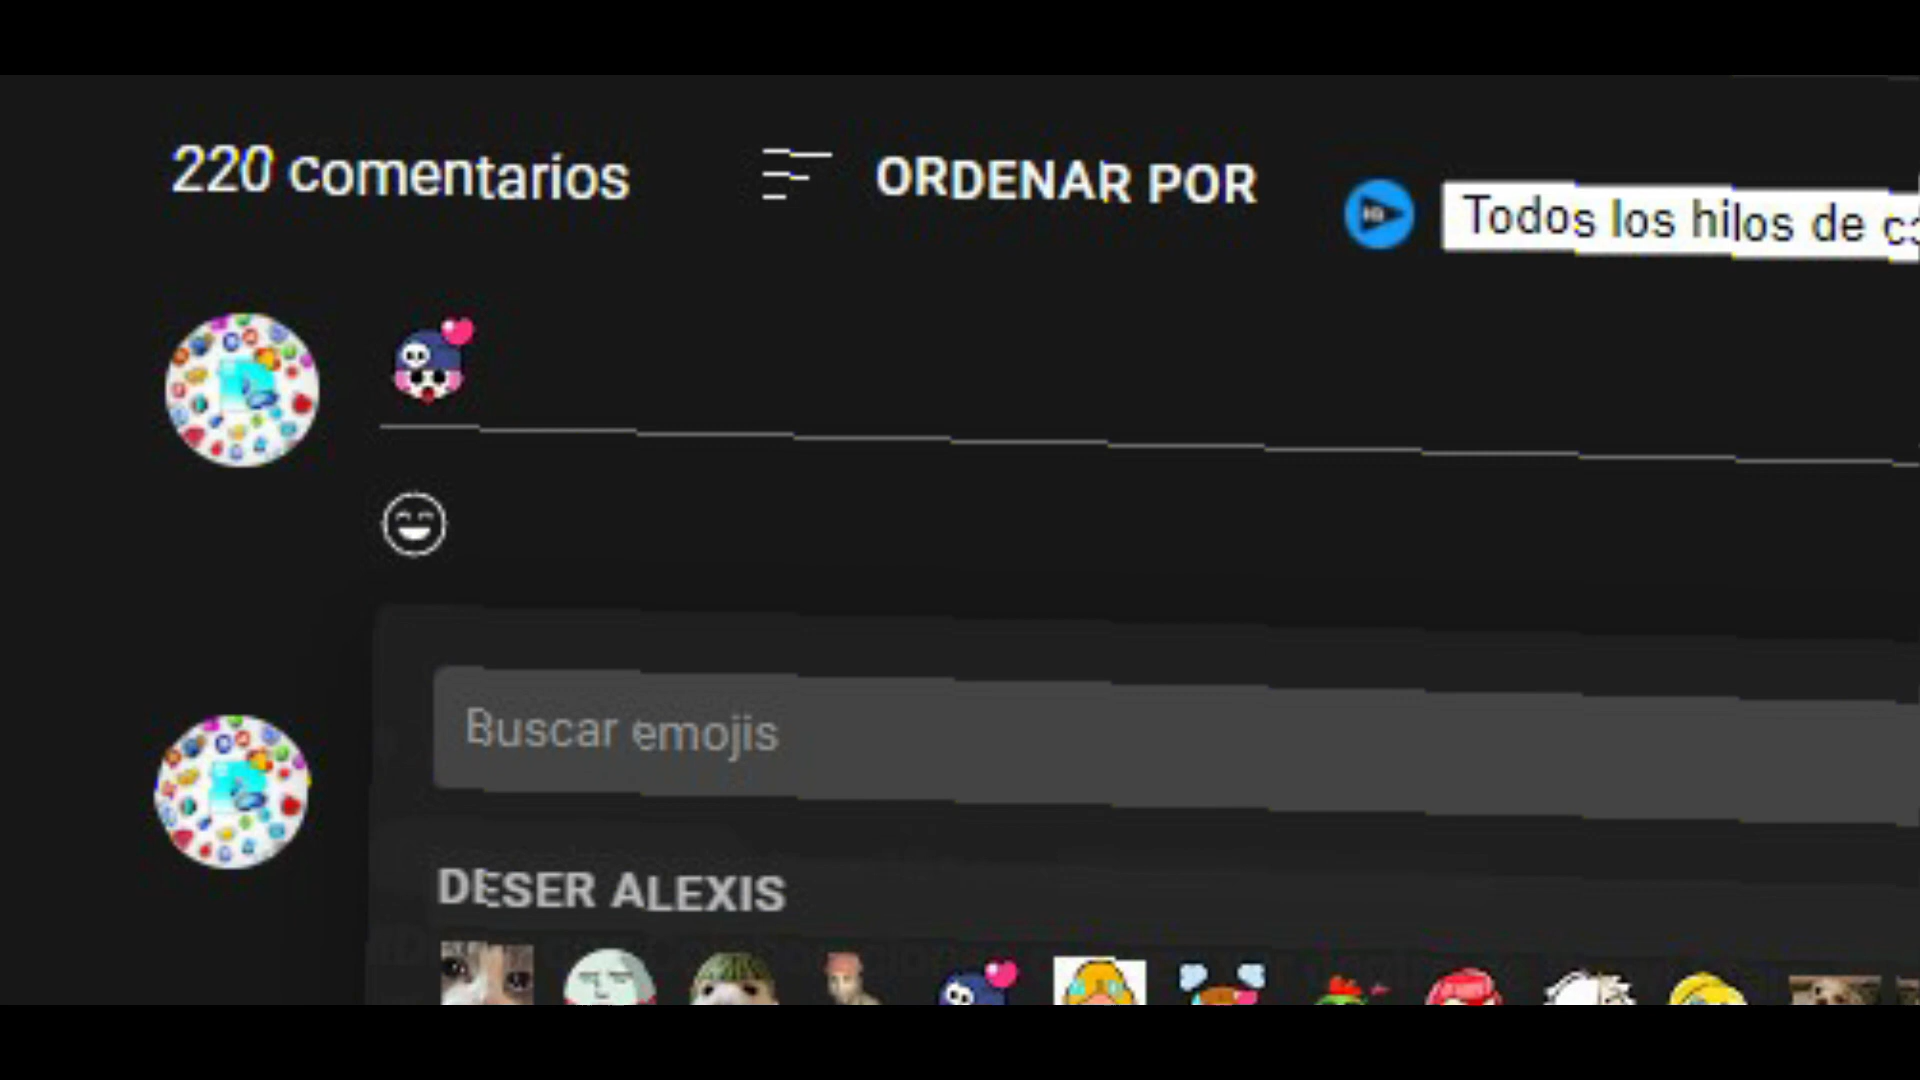 220 comentarios
ORDENAR POR
Todos los hilos de
Buscar emojis
DESER ALEXIS